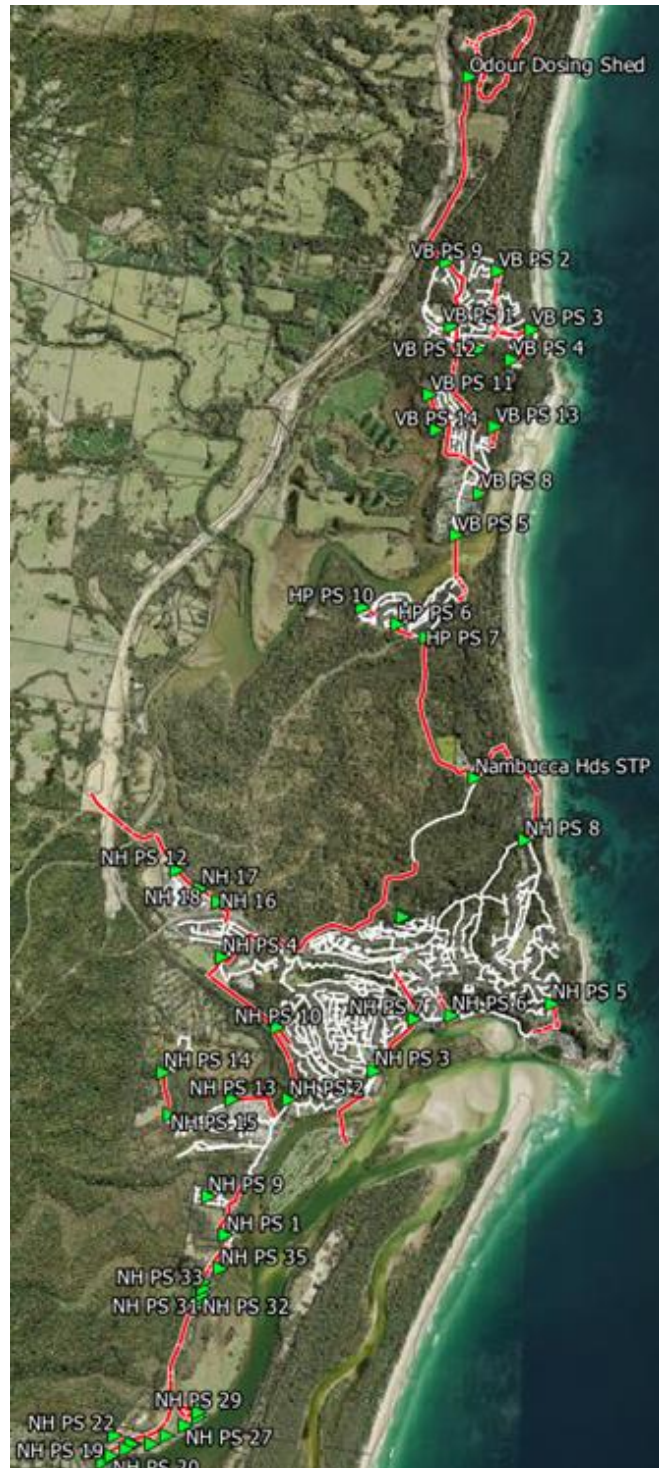 Odour Dosing Shed
VB PS 9
VB PS 2
VB PS 1
VB PS 3
VB PS 12
VB PS 4
VB PS 11
VB PS 14
VB PS 13
VB PS 8
VB PS 5
HP PS 10
HP PS 6
HP PS 7
Nambucca Hds STP
NH PS 8
NH PS 12
NH 17
NH 18
NH 16
NH PS 4
NH PS 5
NH PS 7
NH PS 6
NH PS 10
NH PS 3
NH PS 14
NH PS 13
NH PS 2
NH PS 15
NH PS 9
NH PS 1
NH PS 35
NH PS 33
NH PS 31
NH PS 32
NH PS 29
NH PS 22
NH PS 27
NH PS 19
NH PS 20